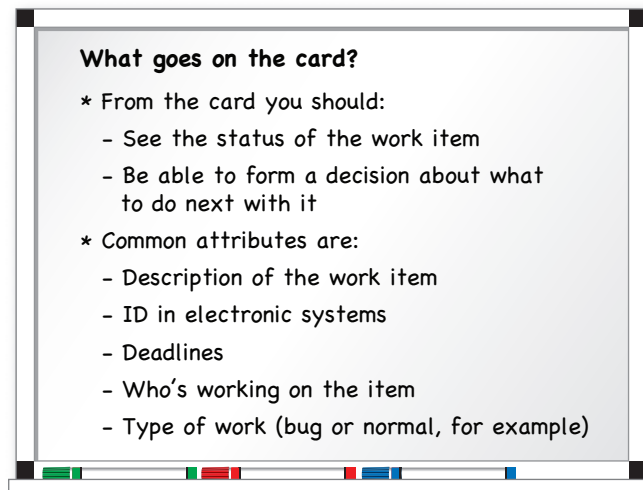 What goes on the card?
* From the card you should:
– See the status of the work item
– Be able to form a decision about what
to do next with it
* Common attributes are:
– Description of the work item
– ID in electronic systems
– Deadlines
– Who's working on the item
– Type of work (bug or normal, for example)